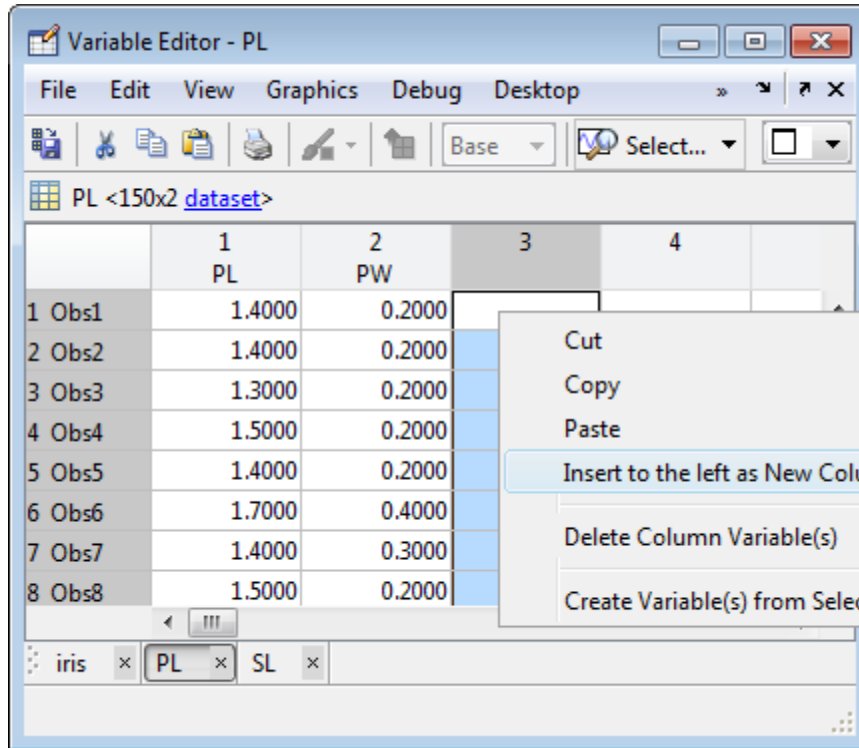 Variable Editor - PL
File Edit View Graphics Debug Desktop »
Base Select...
PL <150x2 dataset>
1 2 3 4
PL PW
1 Obs1 1.4000 0.2000
2 Obs2 1.4000 0.2000
3 Obs3 1.3000 0.2000
4 Obs4 1.5000 0.2000
5 Obs5 1.4000 0.2000
6 Obs6 1.7000 0.4000
7 Obs7 1.4000 0.3000
8 Obs8 1.5000 0.2000
Cut
Copy
Paste
Insert to the left as New Colu
Delete Column Variable(s)
Create Variable(s) from Selec
iris PL SL